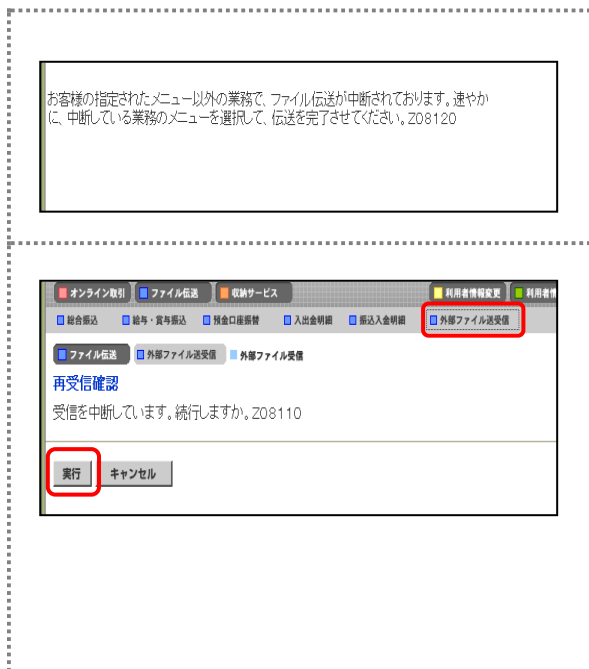 お客様の指定されたメニュー以外の業務で、ファイル伝送が中断されております。速やか
に、中断している業務のメニューを選択して、伝送を完了させてください。Z08120
オンライン取引 ファイル伝送 収納サービス 利用者情報変更 利用者情
総合振込 給与・賞与振込 預金口座振替 入出金明細 振込入金明細 外部ファイル送受信
ファイル伝送 外部ファイル送受信 外部ファイル受信
再受信確認
受信を中断しています。続行しますか。Z08110
実行 キャンセル